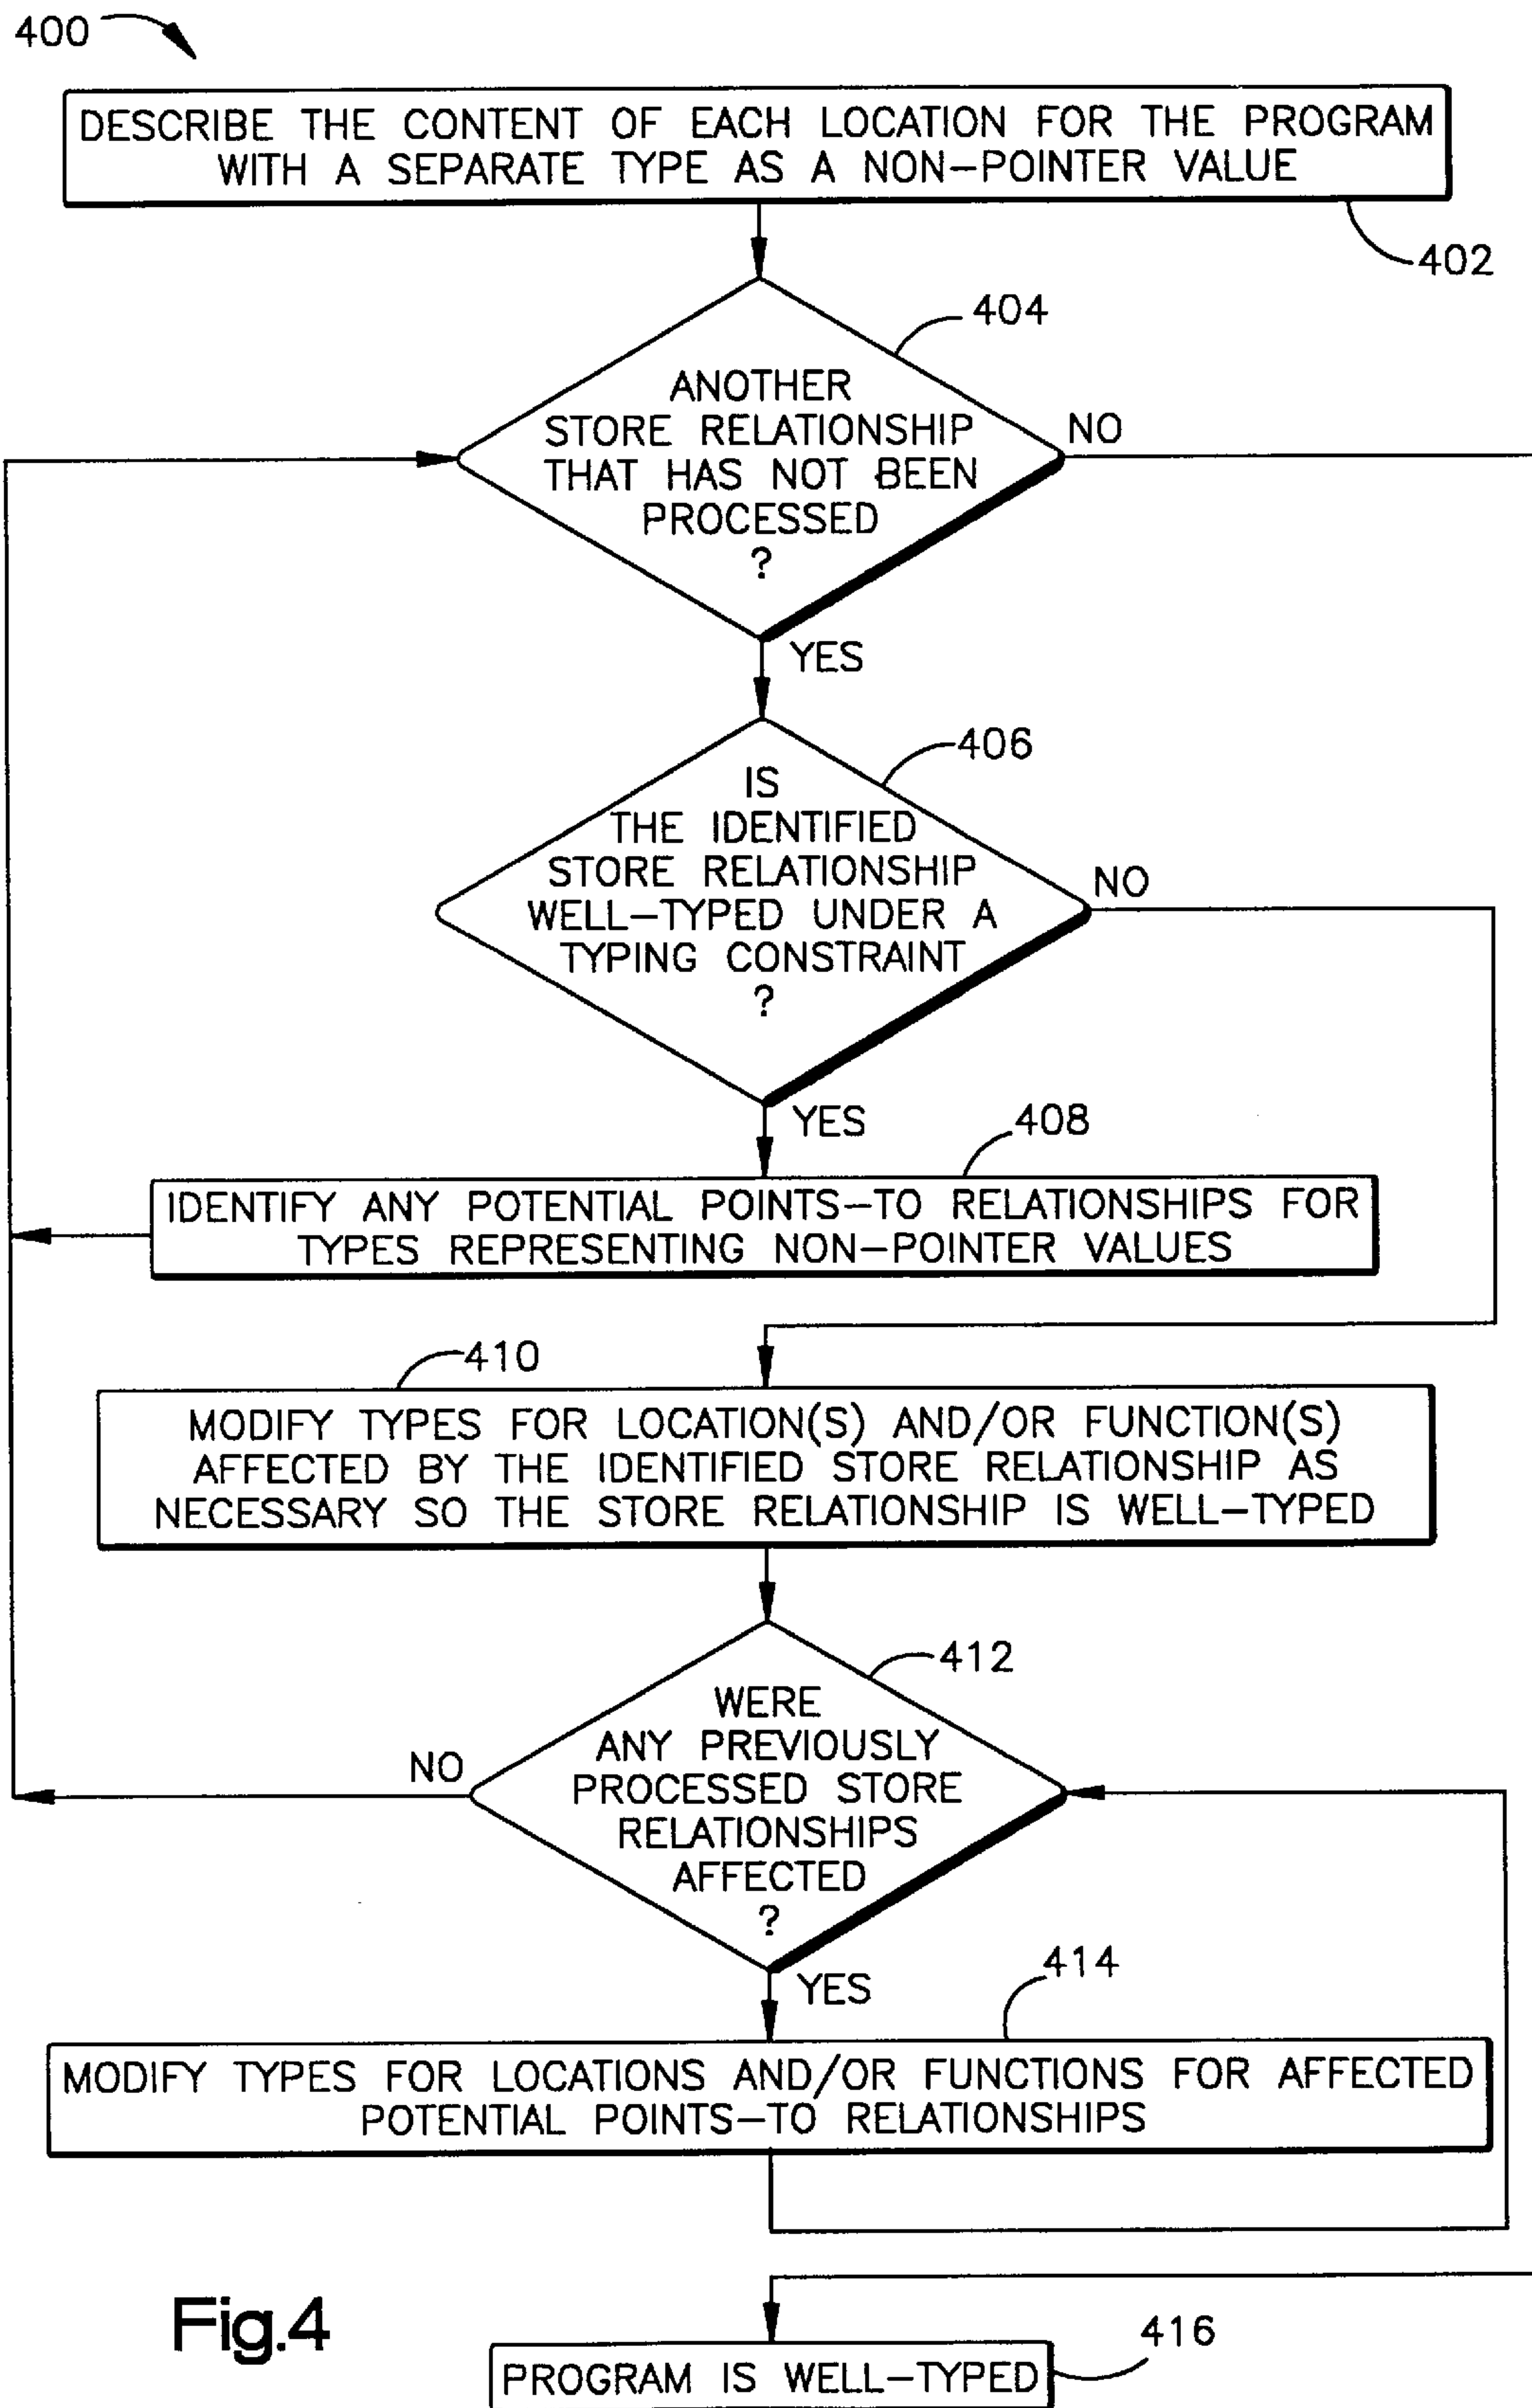 400
DESCRIBE THE CONTENT OF EACH LOCATION FOR THE PROGRAM
WITH A SEPARATE TYPE AS A NON-POINTER VALUE
402
404
ANOTHER
STORE RELATIONSHIP
THAT HAS NOT BEEN
PROCESSED
?
NO
YES
406
IS
THE IDENTIFIED
STORE RELATIONSHIP
WELL-TYPED UNDER A
TYPING CONSTRAINT
?
NO
YES
408
IDENTIFY ANY POTENTIAL POINTS-TO RELATIONSHIPS FOR
TYPES REPRESENTING NON-POINTER VALUES
410
MODIFY TYPES FOR LOCATION(S) AND/OR FUNCTION(S)
AFFECTED BY THE IDENTIFIED STORE RELATIONSHIP AS
NECESSARY SO THE STORE RELATIONSHIP IS WELL-TYPED
412
WERE
ANY PREVIOUSLY
PROCESSED STORE
RELATIONSHIPS
AFFECTED
?
NO
YES
414
MODIFY TYPES FOR LOCATIONS AND/OR FUNCTIONS FOR AFFECTED
POTENTIAL POINTS-TO RELATIONSHIPS
Fig.4
416
PROGRAM IS WELL-TYPED